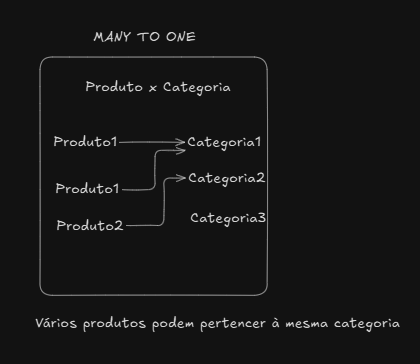 MANY TO ONE
Produto x Categoria
Produto1 Categoria1
Produto1 Categoria2
Produto2 Categoria3
Vários produtos podem pertencer à mesma categoria